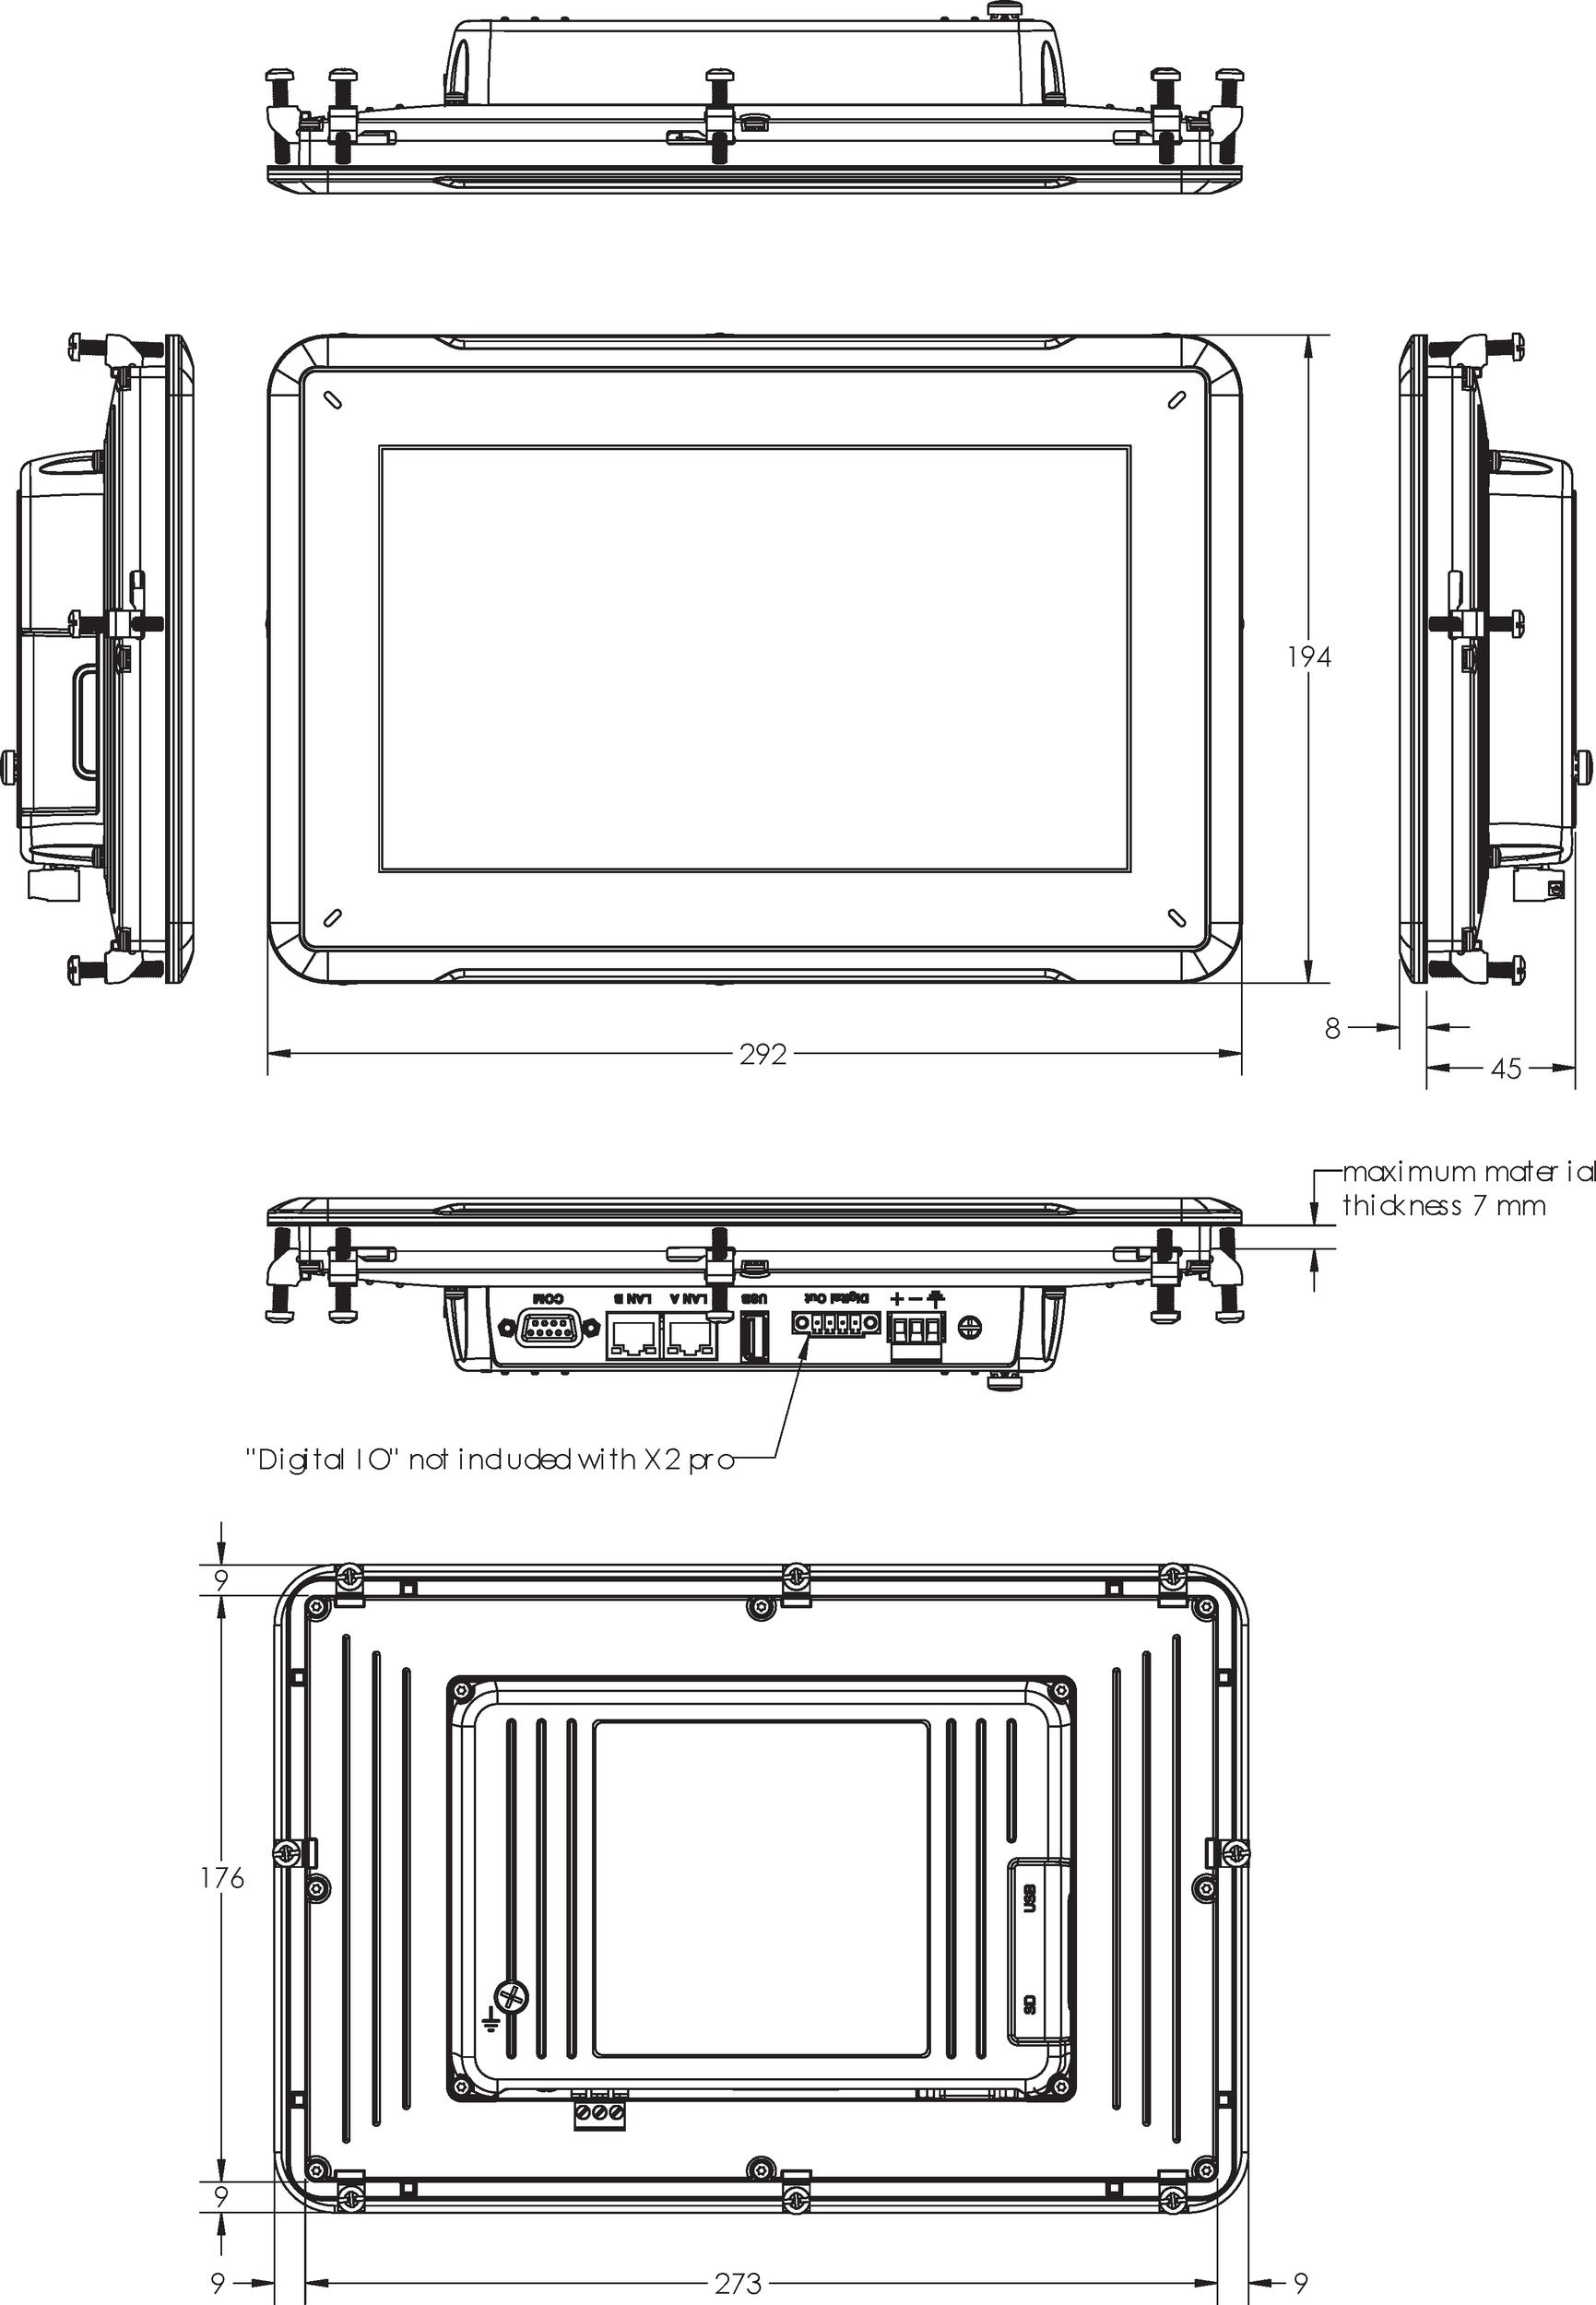 194
8
292
45
maximum material
thickness 7 mm
COM
LAN B
LAN A
USB
Digital Out
+ −
"Digital IO" not included with X2 pro
9
176
USB
SD
9
9
273
9